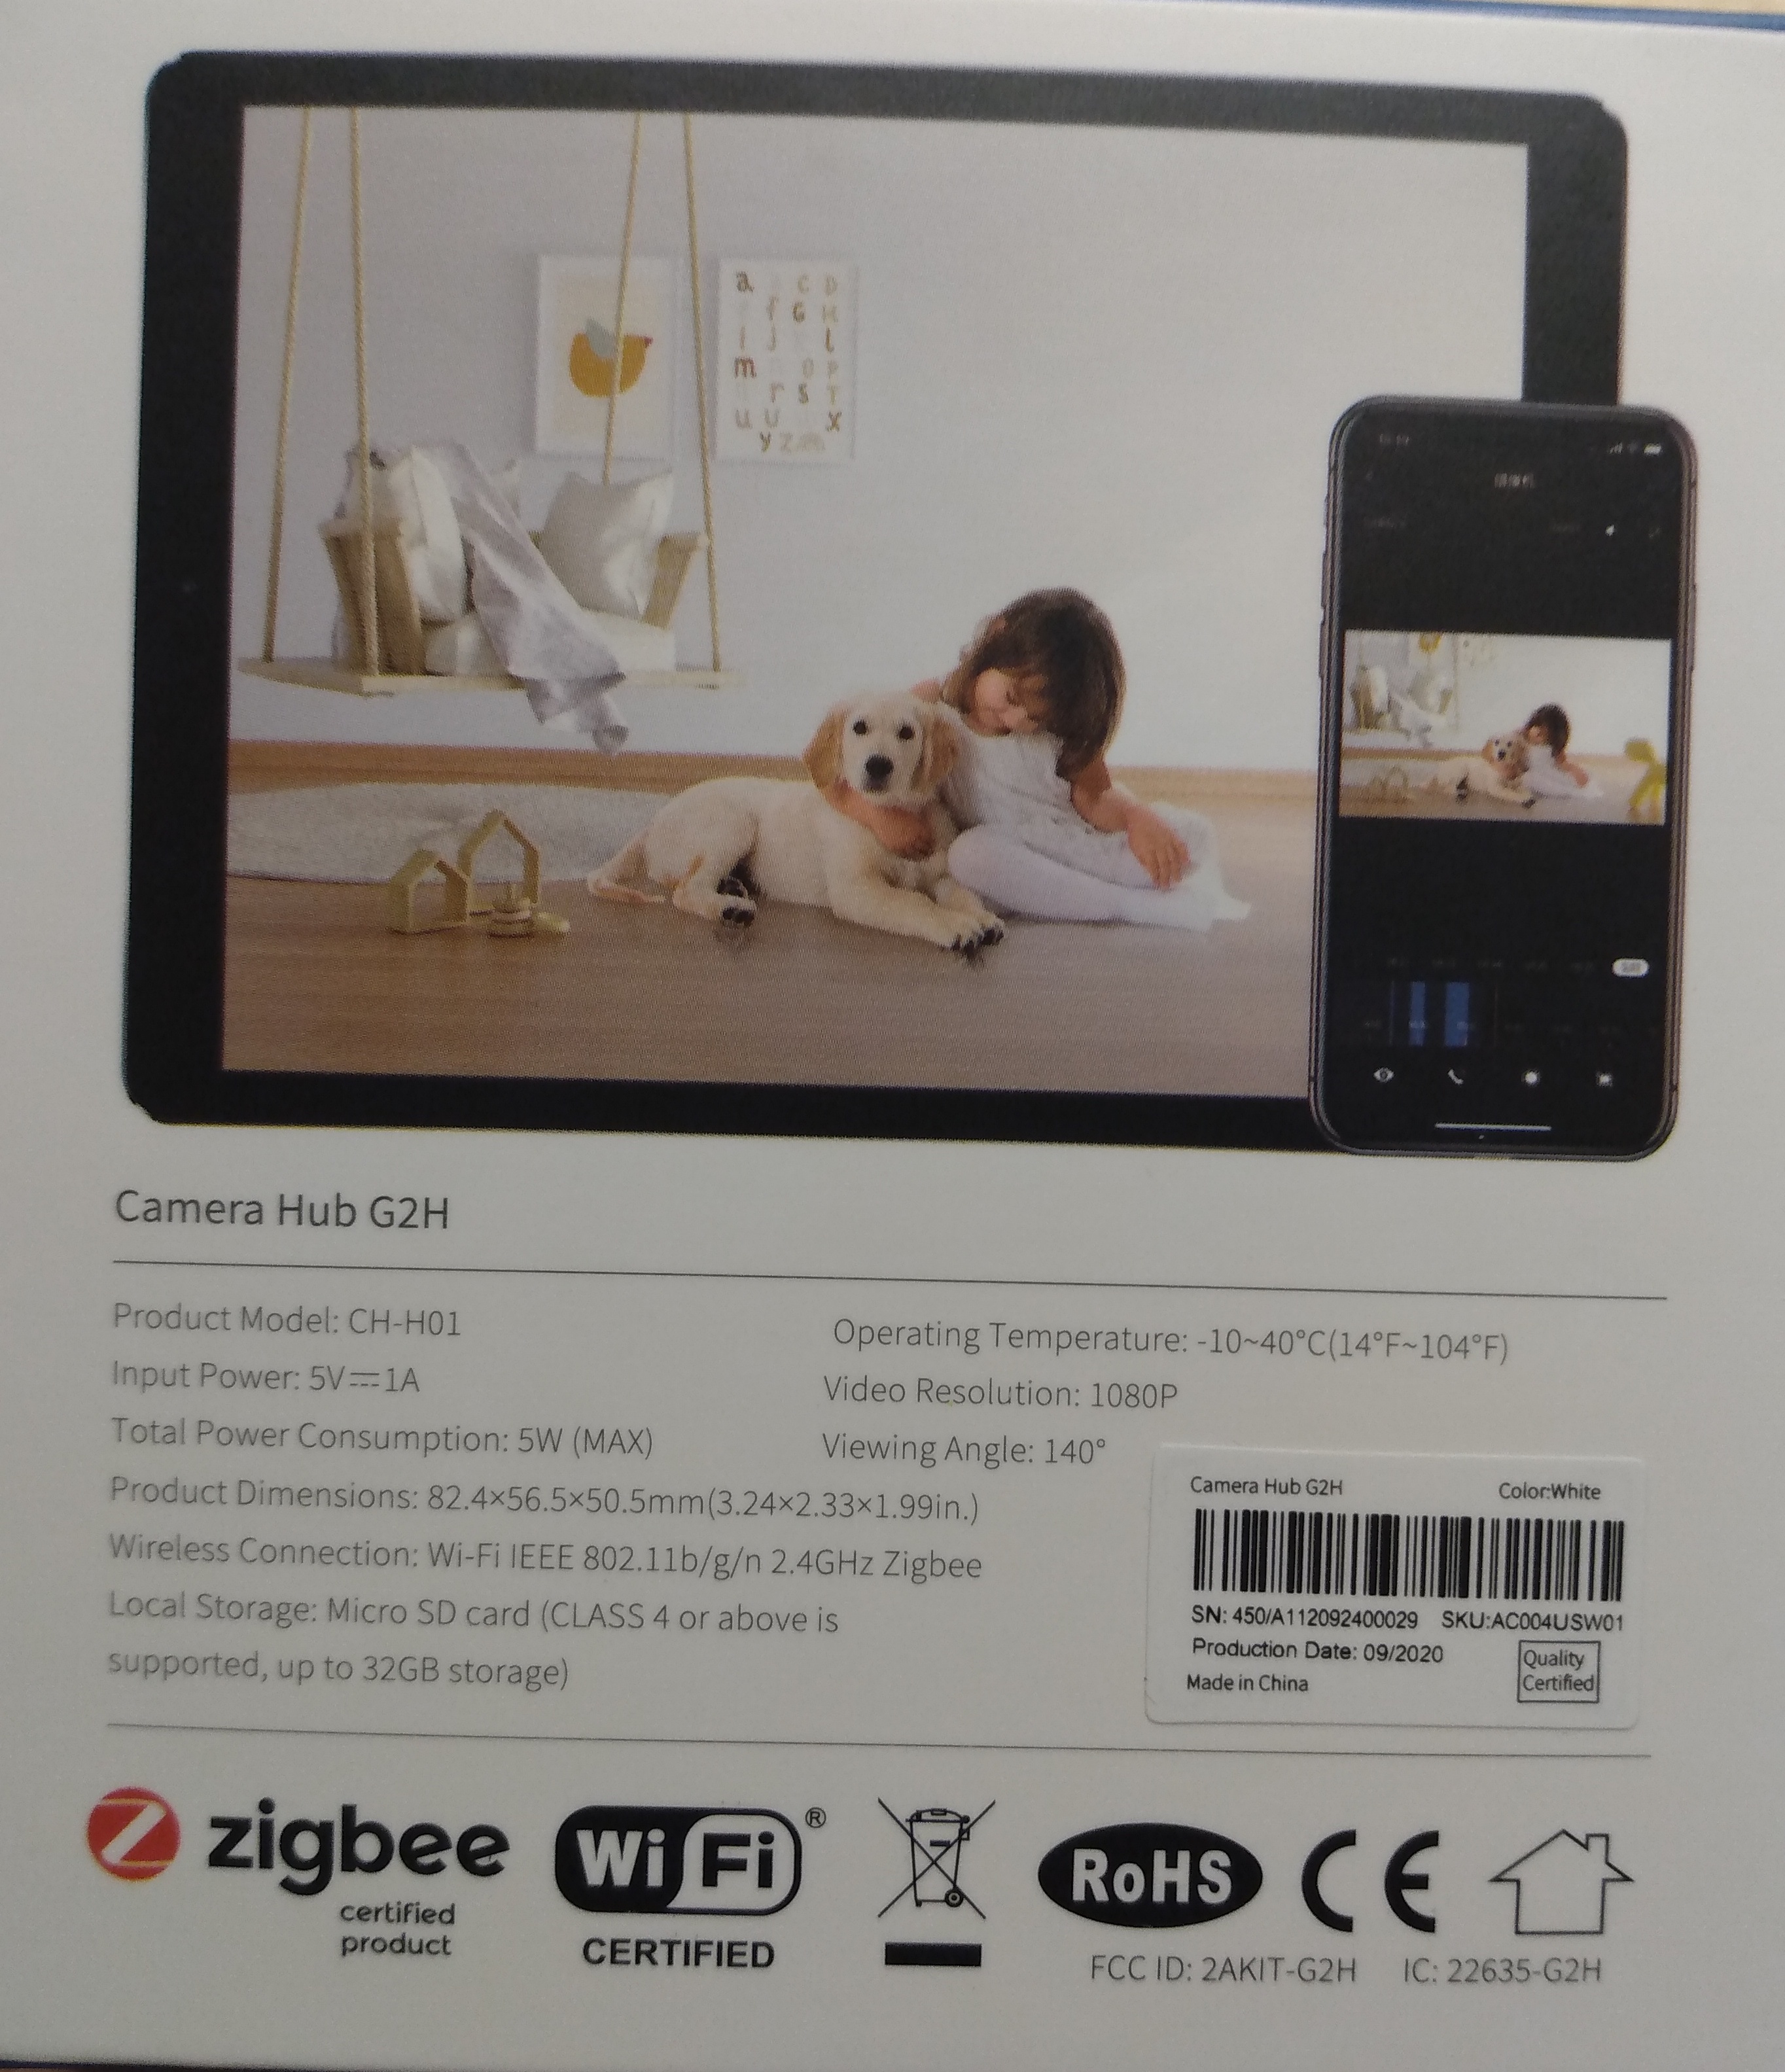 a c D
f G H
i j l
m o P
r s T
u v x
y z
摄像机
Camera Hub G2H
Product Model: CH-H01
Input Power: 5V⎓1A
Total Power Consumption: 5W (MAX)
Product Dimensions: 82.4×56.5×50.5mm(3.24×2.33×1.99in.)
Wireless Connection: Wi-Fi IEEE 802.11b/g/n 2.4GHz Zigbee
Local Storage: Micro SD card (CLASS 4 or above is
supported, up to 32GB storage)
Operating Temperature: -10~40°C(14°F~104°F)
Video Resolution: 1080P
Viewing Angle: 140°
Camera Hub G2H Color:White
SN: 450/A112092400029 SKU:AC004USW01
Production Date: 09/2020
Made in China
Quality
Certified
zigbee
certified
product
Wi Fi ®
CERTIFIED
RoHS
CE
FCC ID: 2AKIT-G2H IC: 22635-G2H